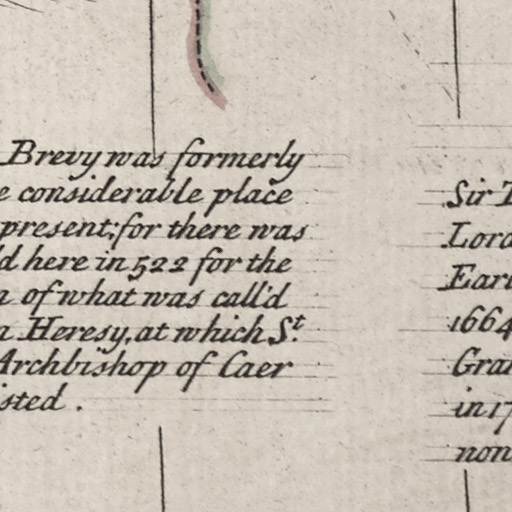 Brevy was formerly
e considerable place
present; for there was
d here in 522 for the
n of what was call'd
n Heresy, at which St.
Archbishop of Caer
isted.
Sir
Lord
Earl
1664
Gran
in 17
non